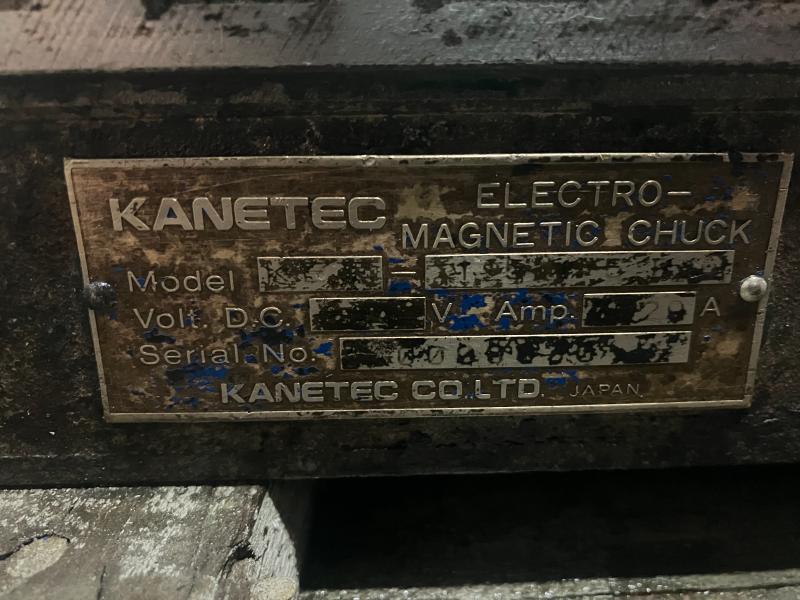 KANETEC
ELECTRO-
MAGNETIC CHUCK
Model -
Volt. D.C. V. Amp. A
Serial No.
KANETEC CO.LTD. JAPAN